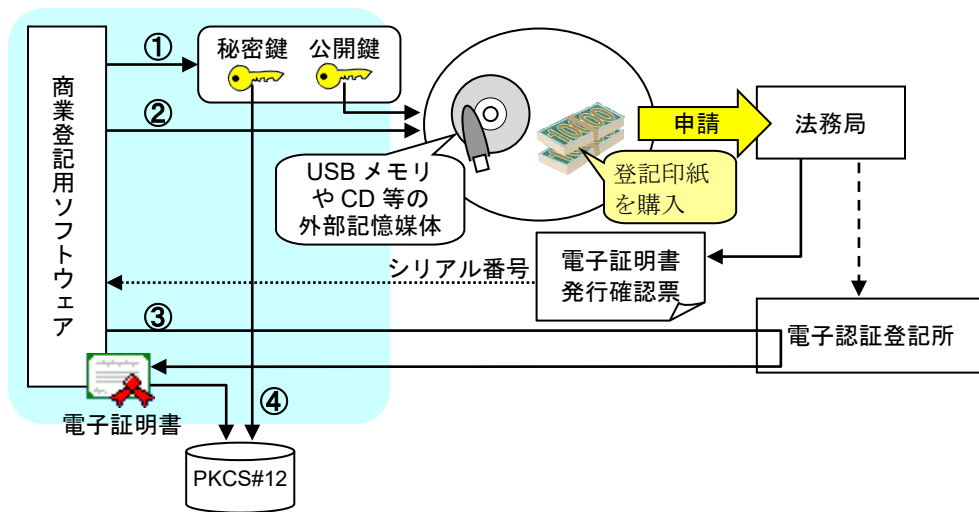 商業登記用ソフトウェア
①
秘密鍵
公開鍵
②
USB メモリ
や CD 等の
外部記憶媒体
登記印紙
を購入
申請
法務局
電子証明書
発行確認票
シリアル番号
③
電子認証登記所
電子証明書
④
PKCS#12